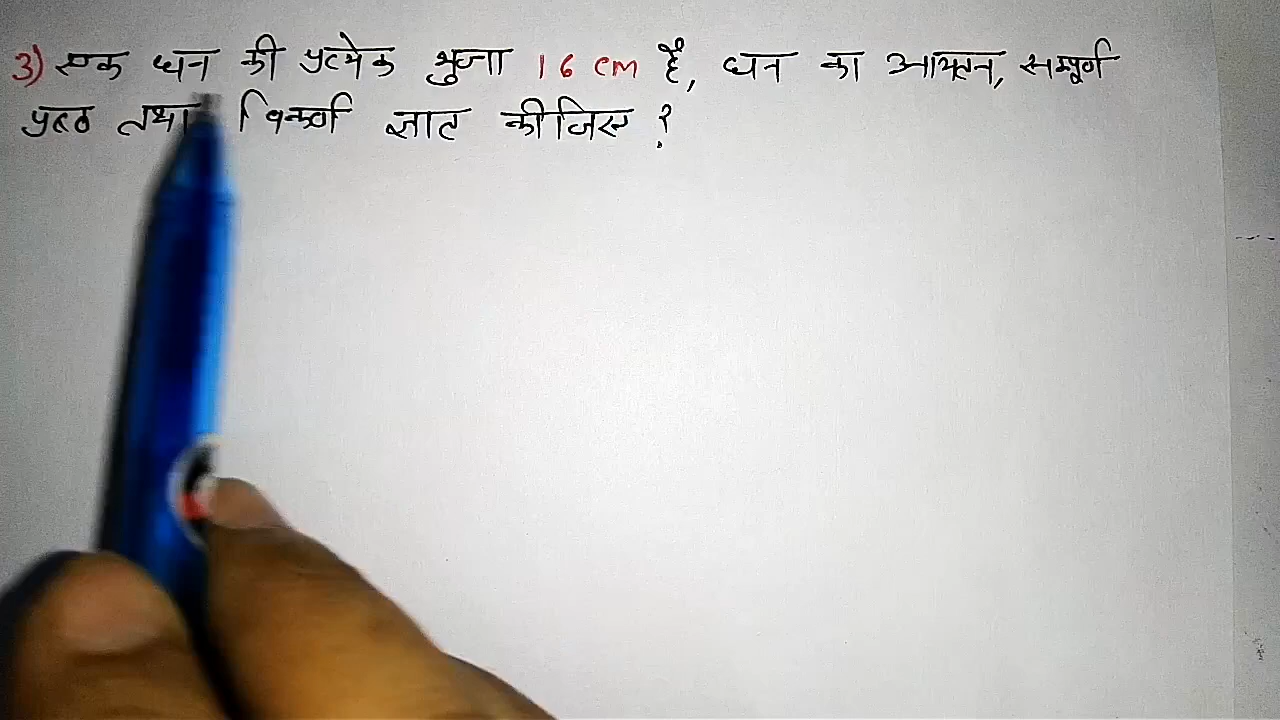 3) एक घन की प्रत्येक भुजा 16 cm है, घन का आयतन, सम्पूर्ण
पृष्ठ तथा विकर्ण ज्ञात कीजिए ?